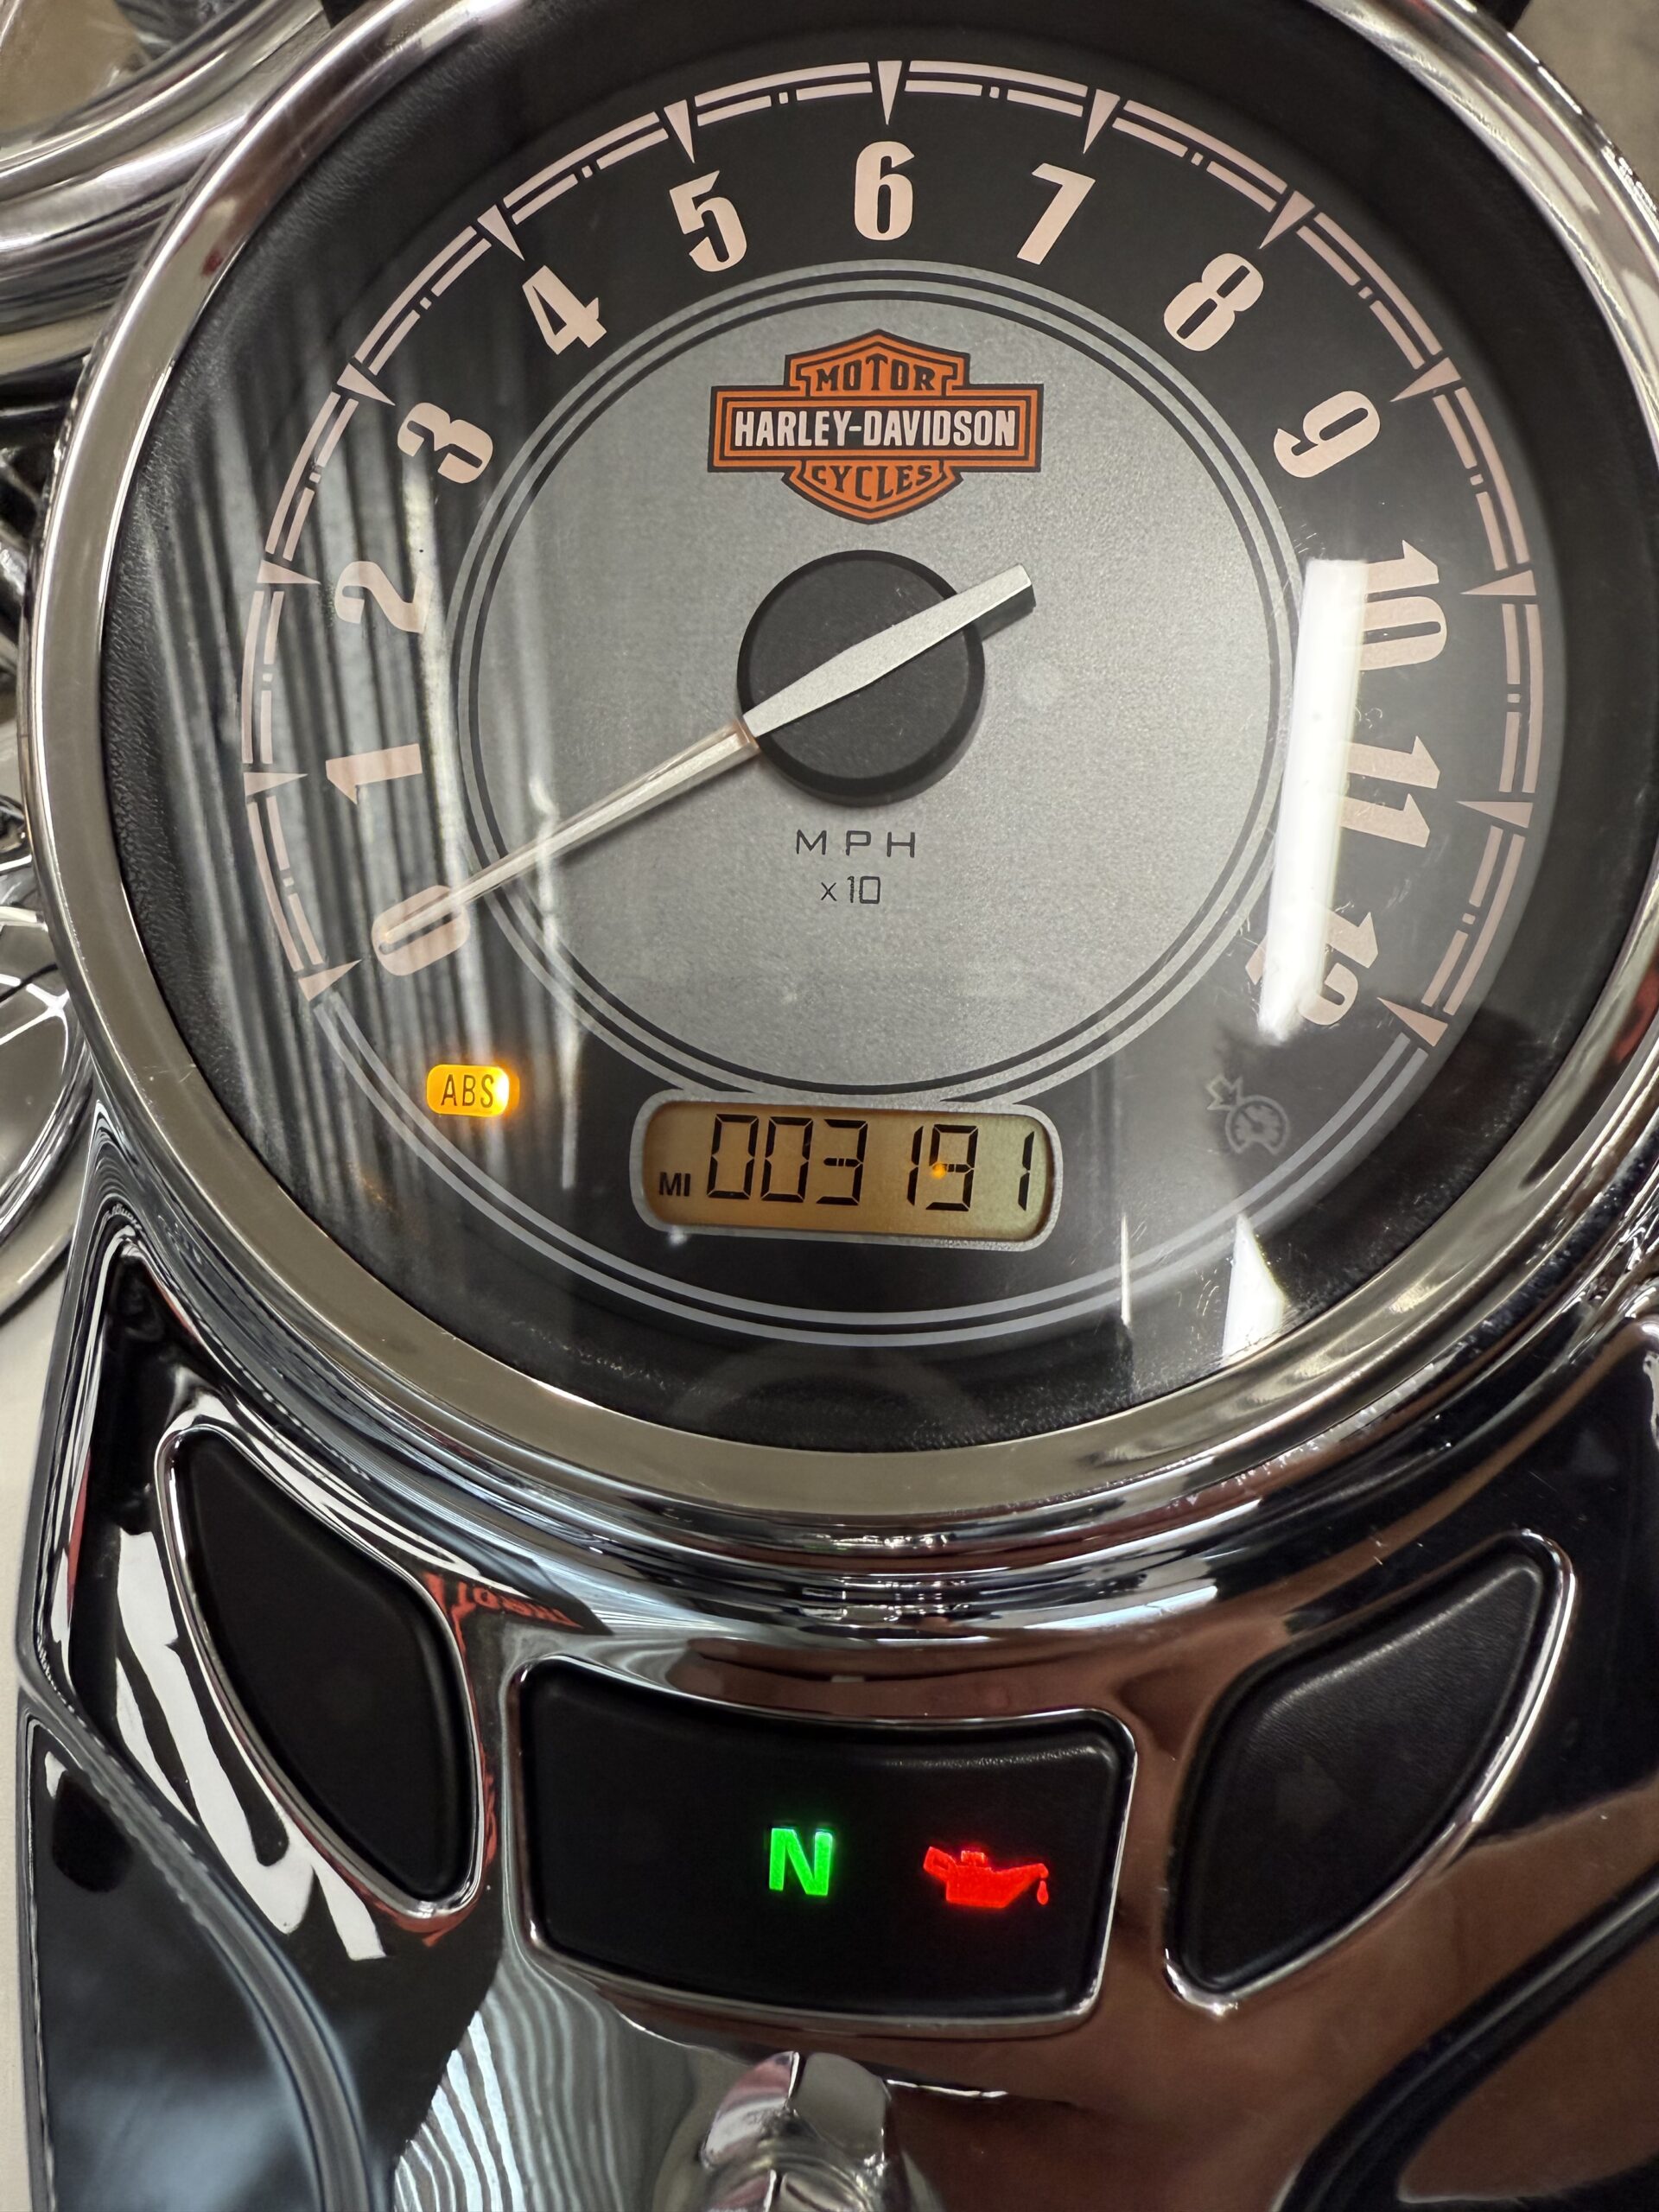 0 1 2 3 4 5 6 7 8 9 10 11 12
MOTOR
HARLEY-DAVIDSON
CYCLES
MPH
x10
ABS
MI 003191
N